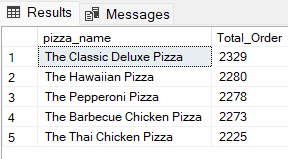 Results Messages
pizza_name Total_Order
1 The Classic Deluxe Pizza 2329
2 The Hawaiian Pizza 2280
3 The Pepperoni Pizza 2278
4 The Barbecue Chicken Pizza 2273
5 The Thai Chicken Pizza 2225